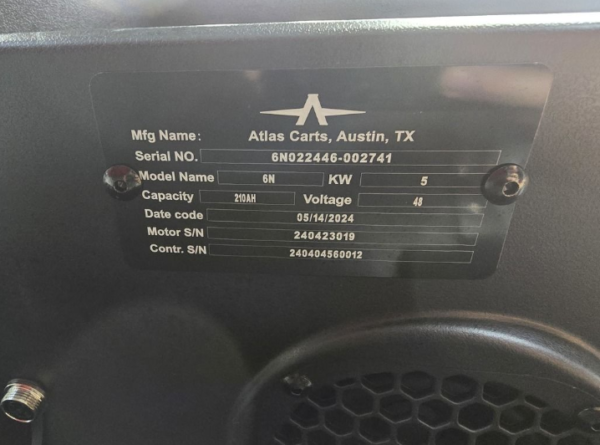 Mfg Name: Atlas Carts, Austin, TX
Serial NO. 6N022446-002741
Model Name 6N KW 5
Capacity 210AH Voltage 48
Date code 05/14/2024
Motor S/N 240423019
Contr. S/N 240404560012